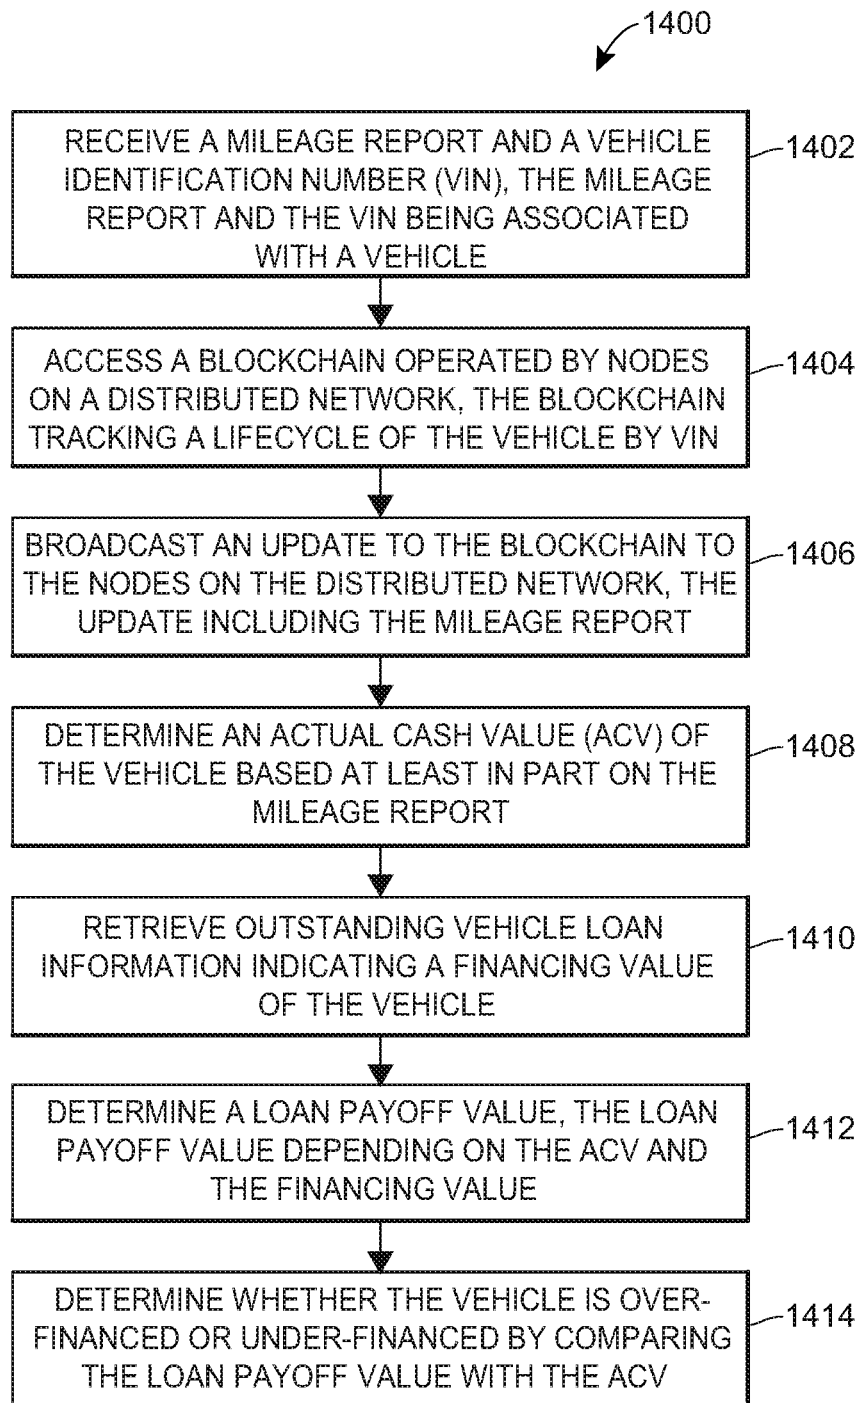 1400
RECEIVE A MILEAGE REPORT AND A VEHICLE
IDENTIFICATION NUMBER (VIN), THE MILEAGE
REPORT AND THE VIN BEING ASSOCIATED
WITH A VEHICLE
1402
ACCESS A BLOCKCHAIN OPERATED BY NODES
ON A DISTRIBUTED NETWORK, THE BLOCKCHAIN
TRACKING A LIFECYCLE OF THE VEHICLE BY VIN
1404
BROADCAST AN UPDATE TO THE BLOCKCHAIN TO
THE NODES ON THE DISTRIBUTED NETWORK, THE
UPDATE INCLUDING THE MILEAGE REPORT
1406
DETERMINE AN ACTUAL CASH VALUE (ACV) OF
THE VEHICLE BASED AT LEAST IN PART ON THE
MILEAGE REPORT
1408
RETRIEVE OUTSTANDING VEHICLE LOAN
INFORMATION INDICATING A FINANCING VALUE
OF THE VEHICLE
1410
DETERMINE A LOAN PAYOFF VALUE, THE LOAN
PAYOFF VALUE DEPENDING ON THE ACV AND
THE FINANCING VALUE
1412
DETERMINE WHETHER THE VEHICLE IS OVER-
FINANCED OR UNDER-FINANCED BY COMPARING
THE LOAN PAYOFF VALUE WITH THE ACV
1414